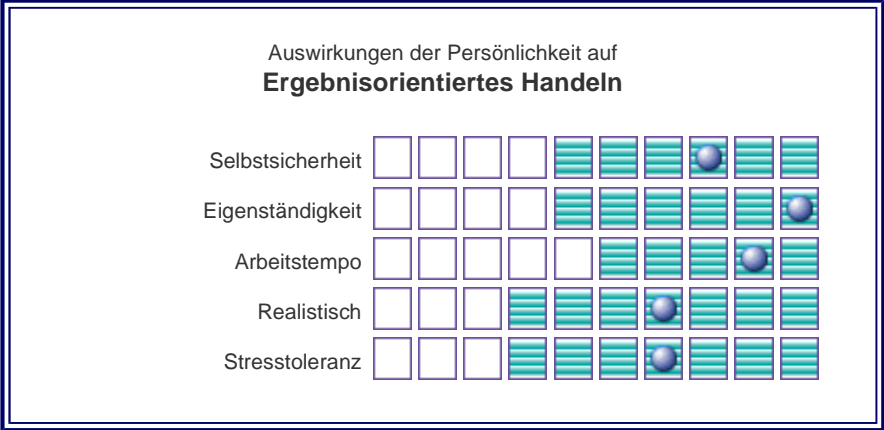 Auswirkungen der Persönlichkeit auf
Ergebnisorientiertes Handeln
Selbstsicherheit
Eigenständigkeit
Arbeitstempo
Realistisch
Stresstoleranz